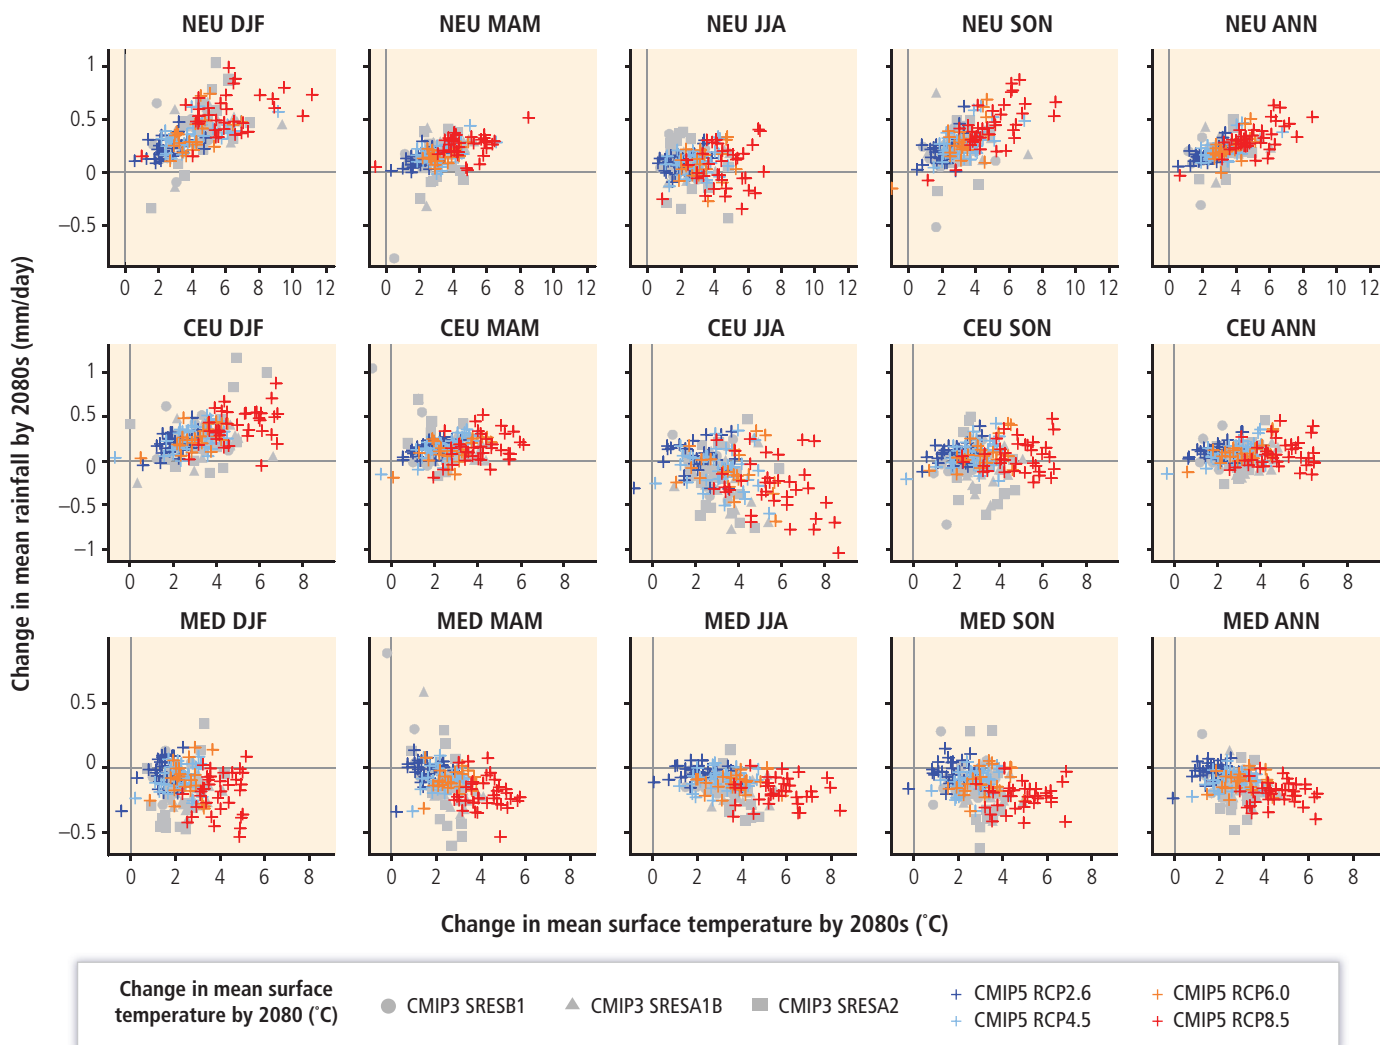 NEU DJF NEU MAM NEU JJA NEU SON NEU ANN
1
0.5
0
−0.5
0 2 4 6 8 10 12 0 2 4 6 8 10 12 0 2 4 6 8 10 12 0 2 4 6 8 10 12 0 2 4 6 8 10 12
CEU DJF CEU MAM CEU JJA CEU SON CEU ANN
1
0.5
0
−0.5
−1
0 2 4 6 8 0 2 4 6 8 0 2 4 6 8 0 2 4 6 8 0 2 4 6 8
MED DJF MED MAM MED JJA MED SON MED ANN
0.5
0
−0.5
0 2 4 6 8 0 2 4 6 8 0 2 4 6 8 0 2 4 6 8 0 2 4 6 8
Change in mean rainfall by 2080s (mm/day)
Change in mean surface temperature by 2080s (˚C)
Change in mean surface
temperature by 2080 (˚C)
CMIP3 SRESB1 CMIP3 SRESA1B CMIP3 SRESA2
CMIP5 RCP2.6 CMIP5 RCP6.0
CMIP5 RCP4.5 CMIP5 RCP8.5